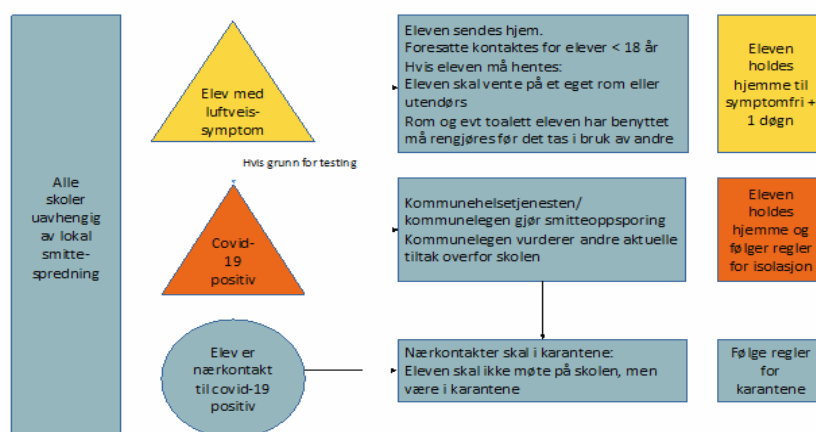 Alle
skoler
uavhengig
av lokal
smitte-
spredning
Elev med
luftveis-
symptom
Eleven sendes hjem.
Foresatte kontaktes for elever < 18 år
Hvis eleven må hentes:
Eleven skal vente på et eget rom eller
utendørs
Rom og evt toalett eleven har benyttet
må rengjøres før det tas i bruk av andre
Eleven
holdes
hjemme til
symptomfri +
1 døgn
Hvis grunn for testing
Covid-
19
positiv
Kommunehelsetjenesten/
kommunelegen gjør smitteoppsporing
Kommunelegen vurderer andre aktuelle
tiltak overfor skolen
Eleven
holdes
hjemme og
følger regler
for isolasjon
Elev er
nærkontakt
til covid-19
positiv
Nærkontakter skal i karantene:
Eleven skal ikke møte på skolen, men
være i karantene
Følge regler
for
karantene